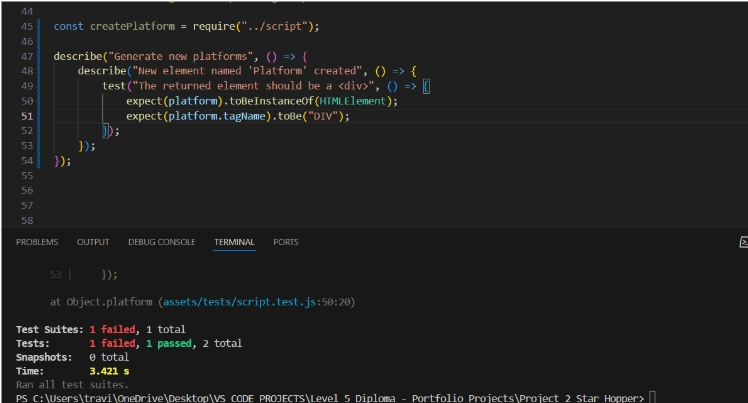 44
45 const createPlatform = require("../script");
46
47 describe("Generate new platforms", () => {
48 describe("New element named 'Platform' created", () => {
49 test("The returned element should be a <div>", () => {
50 expect(platform).toBeInstanceOf(HTMLElement);
51 expect(platform.tagName).toBe("DIV");
52 });
53 });
54 });
55
56
57
58
PROBLEMS OUTPUT DEBUG CONSOLE TERMINAL PORTS
53 | });
at Object.platform (assets/tests/script.test.js:50:20)
Test Suites: 1 failed, 1 total
Tests: 1 failed, 1 passed, 2 total
Snapshots: 0 total
Time: 3.421 s
Ran all test suites.
PS C:\Users\travi\OneDrive\Desktop\VS CODE PROJECTS\Level 5 Diploma - Portfolio Projects\Project 2 Star Hopper>